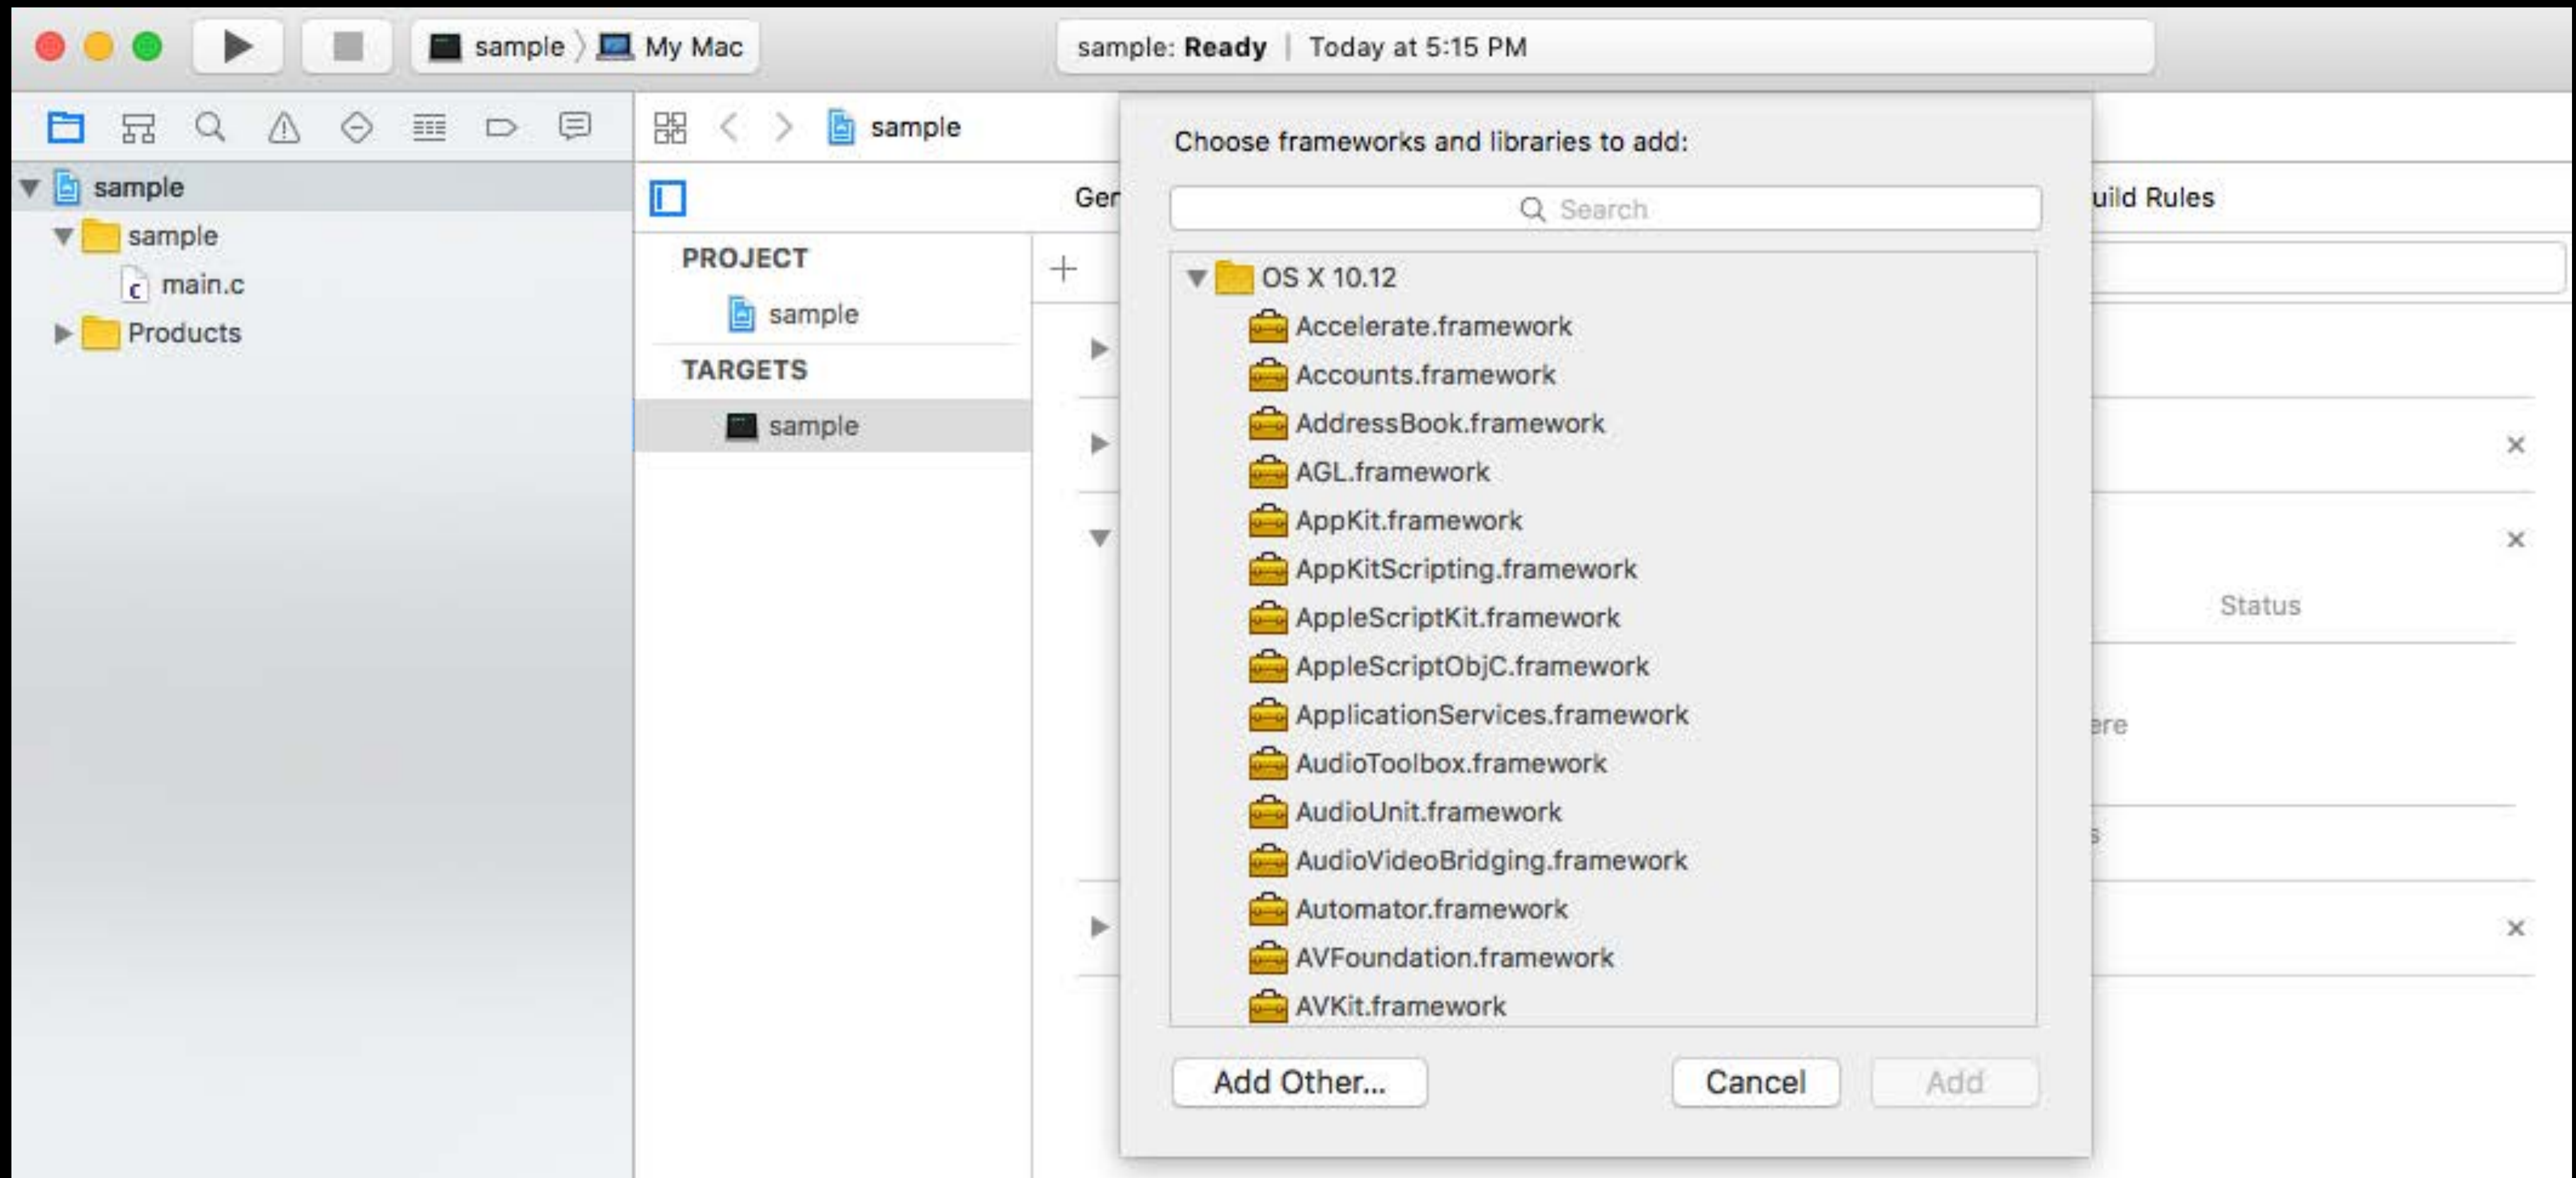 sample 〉 My Mac
sample: Ready | Today at 5:15 PM
sample
Choose frameworks and libraries to add:
sample
sample
main.c
Products
PROJECT
sample
TARGETS
sample
Search
OS X 10.12
Accelerate.framework
Accounts.framework
AddressBook.framework
AGL.framework
AppKit.framework
AppKitScripting.framework
AppleScriptKit.framework
AppleScriptObjC.framework
ApplicationServices.framework
AudioToolbox.framework
AudioUnit.framework
AudioVideoBridging.framework
Automator.framework
AVFoundation.framework
AVKit.framework
Add Other...
Cancel
Add
Rules
Status